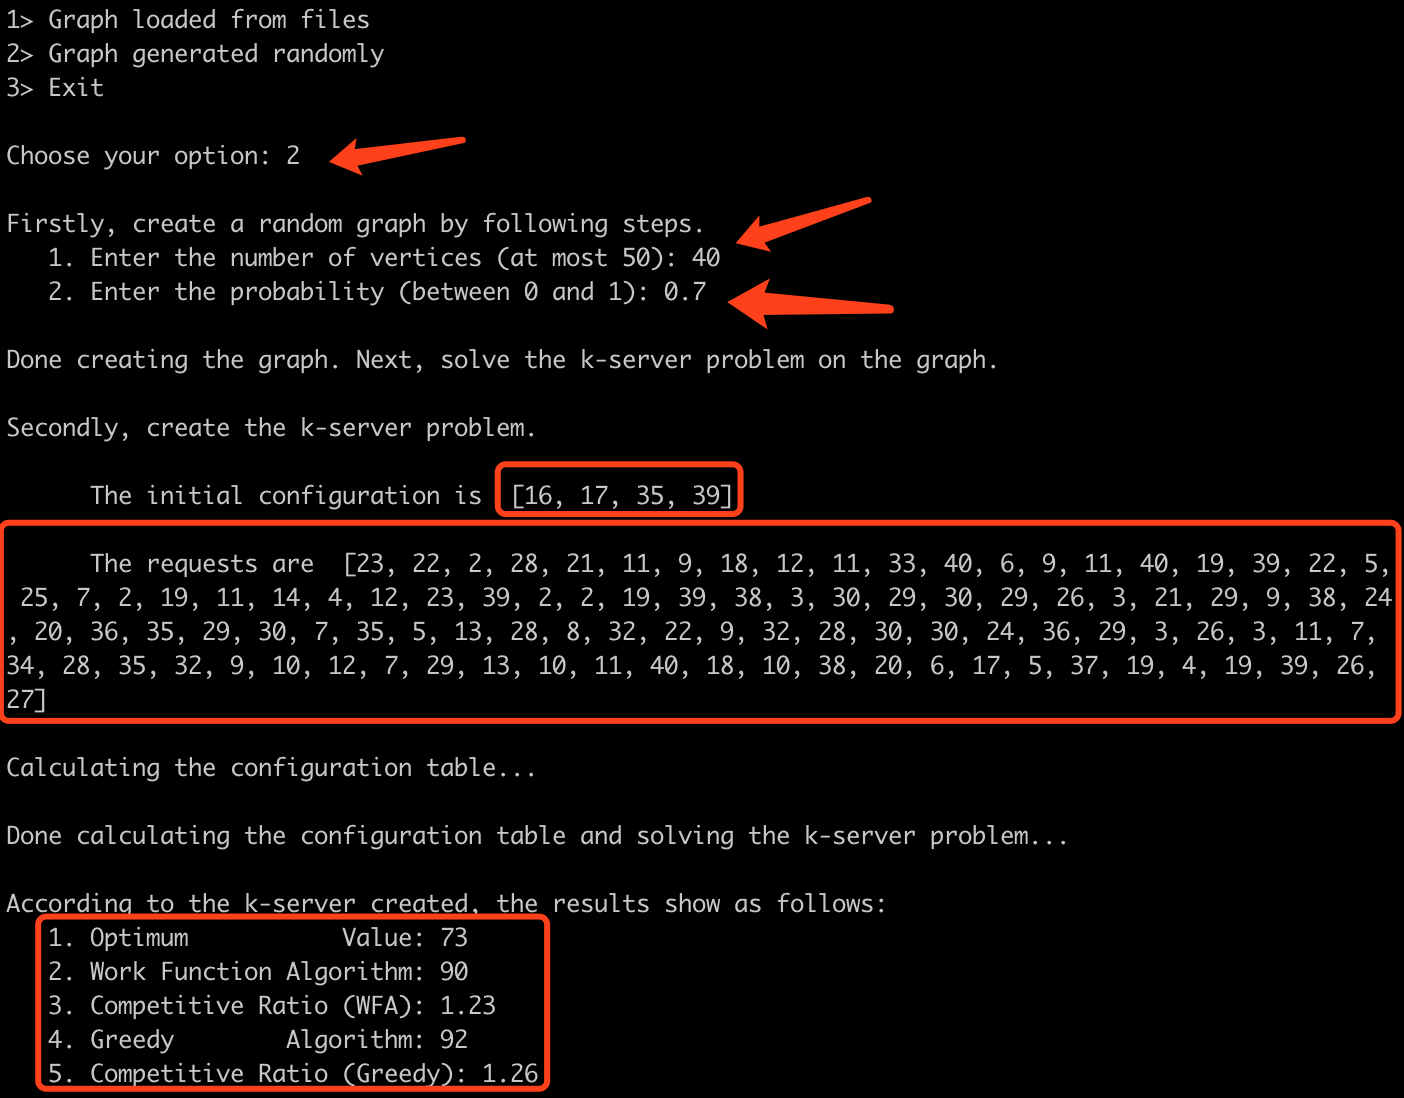 1> Graph loaded from files
2> Graph generated randomly
3> Exit
Choose your option: 2
Firstly, create a random graph by following steps.
1. Enter the number of vertices (at most 50): 40
2. Enter the probability (between 0 and 1): 0.7
Done creating the graph. Next, solve the k-server problem on the graph.
Secondly, create the k-server problem.
The initial configuration is [16, 17, 35, 39]
The requests are [23, 22, 2, 28, 21, 11, 9, 18, 12, 11, 33, 40, 6, 9, 11, 40, 19, 39, 22, 5,
25, 7, 2, 19, 11, 14, 4, 12, 23, 39, 2, 2, 19, 39, 38, 3, 30, 29, 30, 29, 26, 3, 21, 29, 9, 38, 24
, 20, 36, 35, 29, 30, 7, 35, 5, 13, 28, 8, 32, 22, 9, 32, 28, 30, 30, 24, 36, 29, 3, 26, 3, 11, 7,
34, 28, 35, 32, 9, 10, 12, 7, 29, 13, 10, 11, 40, 18, 10, 38, 20, 6, 17, 5, 37, 19, 4, 19, 39, 26,
27]
Calculating the configuration table...
Done calculating the configuration table and solving the k-server problem...
According to the k-server created, the results show as follows:
1. Optimum Value: 73
2. Work Function Algorithm: 90
3. Competitive Ratio (WFA): 1.23
4. Greedy Algorithm: 92
5. Competitive Ratio (Greedy): 1.26